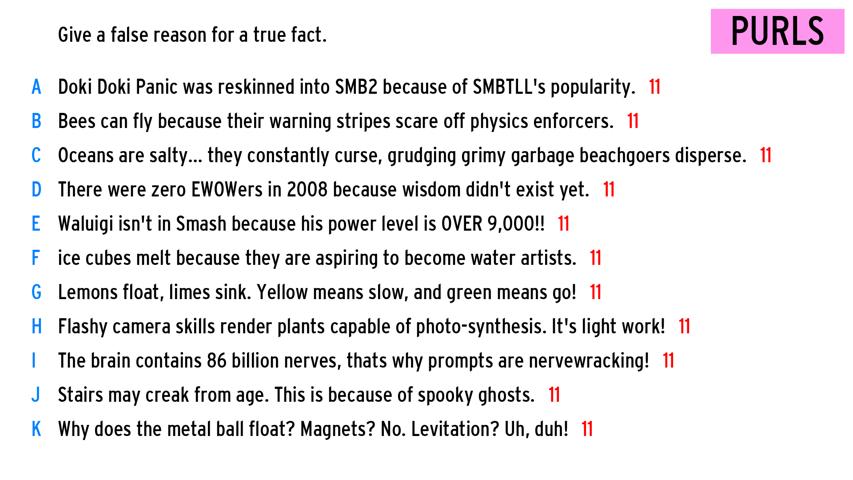 Give a false reason for a true fact.
PURLS
A Doki Doki Panic was reskinned into SMB2 because of SMBTLL's popularity. 11
B Bees can fly because their warning stripes scare off physics enforcers. 11
C Oceans are salty... they constantly curse, grudging grimy garbage beachgoers disperse. 11
D There were zero EWOWers in 2008 because wisdom didn't exist yet. 11
E Waluigi isn't in Smash because his power level is OVER 9,000!! 11
F ice cubes melt because they are aspiring to become water artists. 11
G Lemons float, limes sink. Yellow means slow, and green means go! 11
H Flashy camera skills render plants capable of photo-synthesis. It's light work! 11
I The brain contains 86 billion nerves, thats why prompts are nervewracking! 11
J Stairs may creak from age. This is because of spooky ghosts. 11
K Why does the metal ball float? Magnets? No. Levitation? Uh, duh! 11